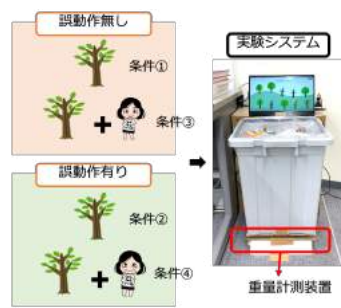 誤動作無し
条件①
条件③
誤動作有り
条件②
条件④
実験システム
重量計測装置